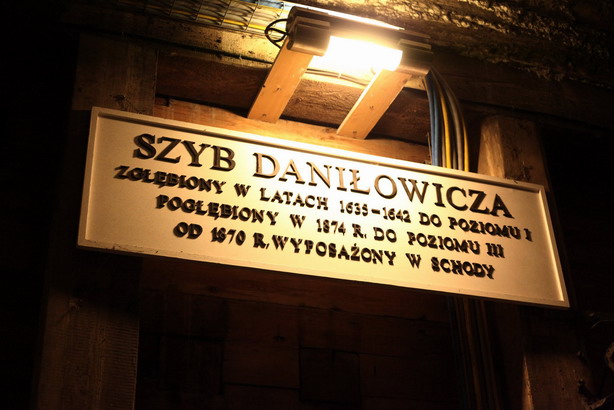 SZYB DANIŁOWICZA
ZGŁĘBIONY W LATACH 1635-1642 DO POZIOMU I
POGŁĘBIONY W 1874 R. DO POZIOMU III
OD 1870 R. WYPOSAŻONY W SCHODY